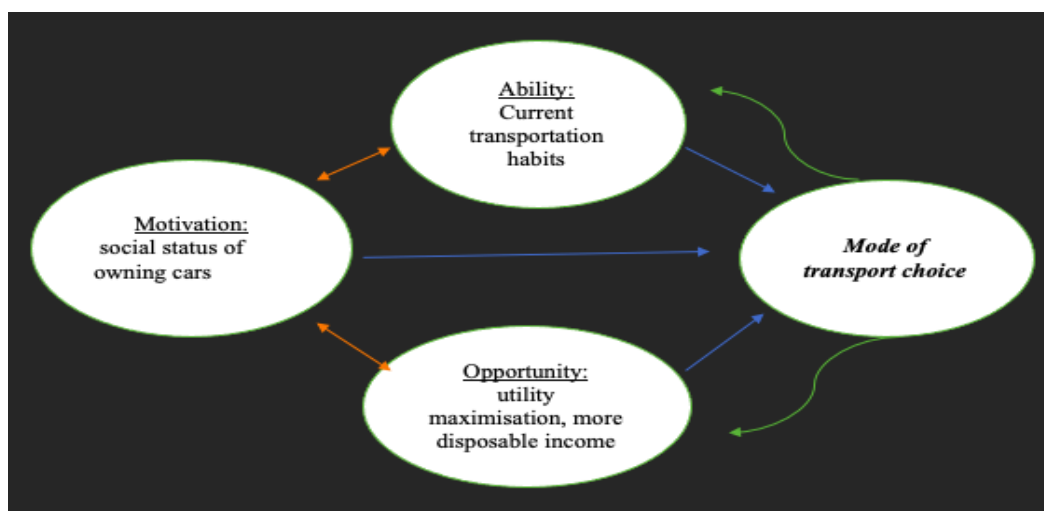 Ability:
Current
transportation
habits
Motivation:
social status of
owning cars
Mode of
transport choice
Opportunity:
utility
maximisation, more
disposable income